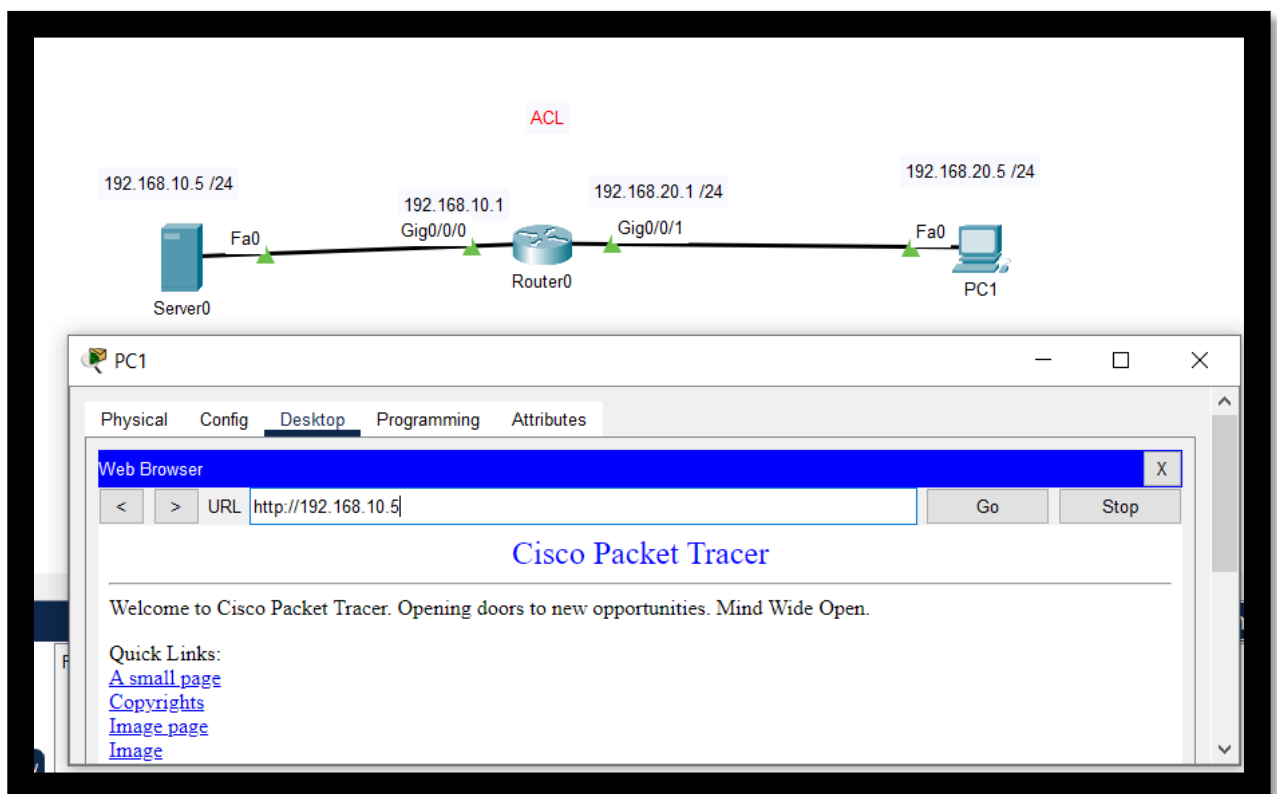 ACL
192.168.10.5 /24
192.168.10.1
192.168.20.1 /24
192.168.20.5 /24
Fa0
Gig0/0/0
Gig0/0/1
Fa0
Server0
Router0
PC1
PC1
Physical Config Desktop Programming Attributes
Web Browser X
< > URL http://192.168.10.5 Go Stop
Cisco Packet Tracer
Welcome to Cisco Packet Tracer. Opening doors to new opportunities. Mind Wide Open.
Quick Links:
A small page
Copyrights
Image page
Image